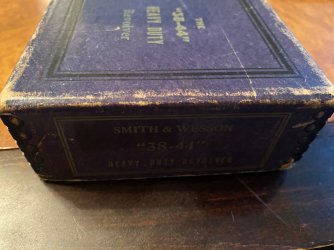 THE
"38-44"
HEAVY DUTY
Revolver
SMITH & WESSON
"38-44"
HEAVY DUTY REVOLVER